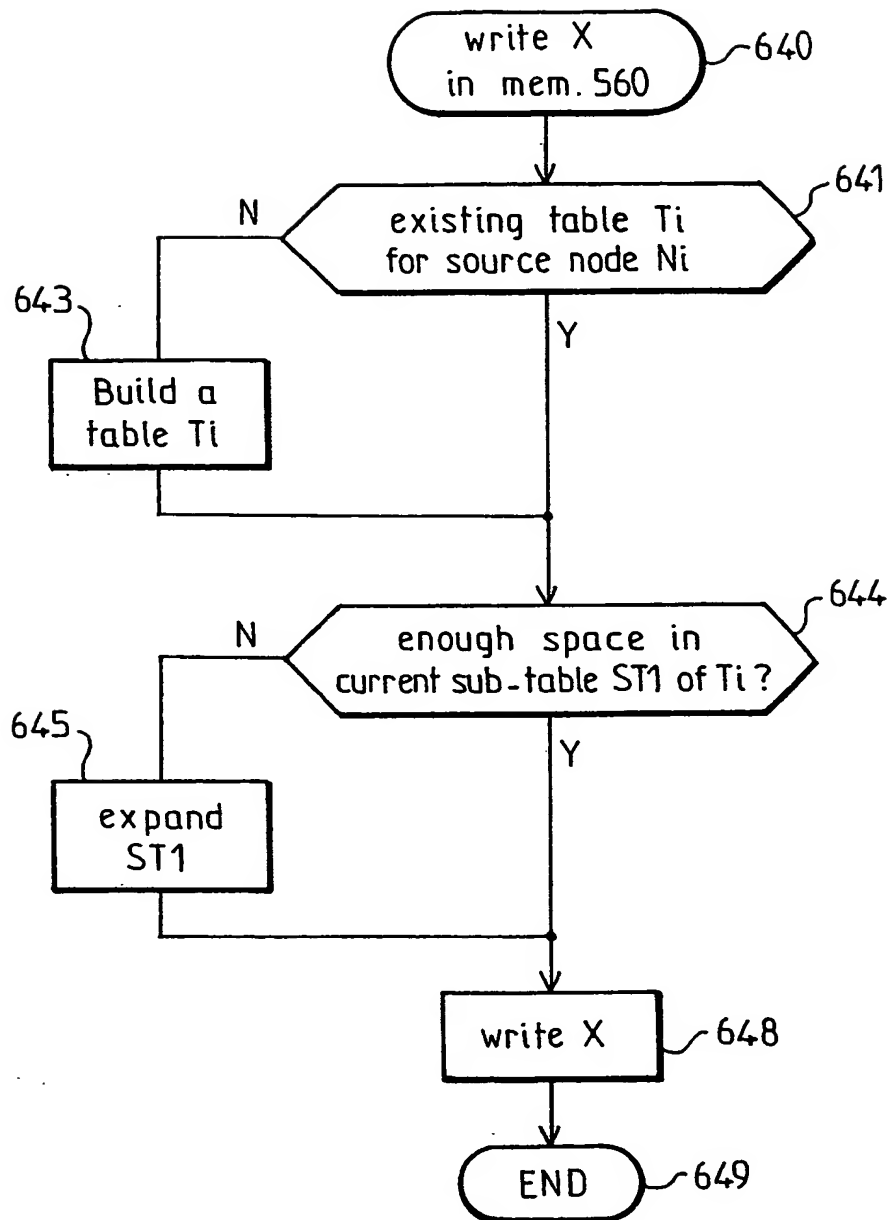 write X
in mem. 560
640
641
N
existing table Ti
for source node Ni
643
Y
Build a
table Ti
644
N
enough space in
current sub-table ST1 of Ti?
645
Y
expand
ST1
write X
648
END
649